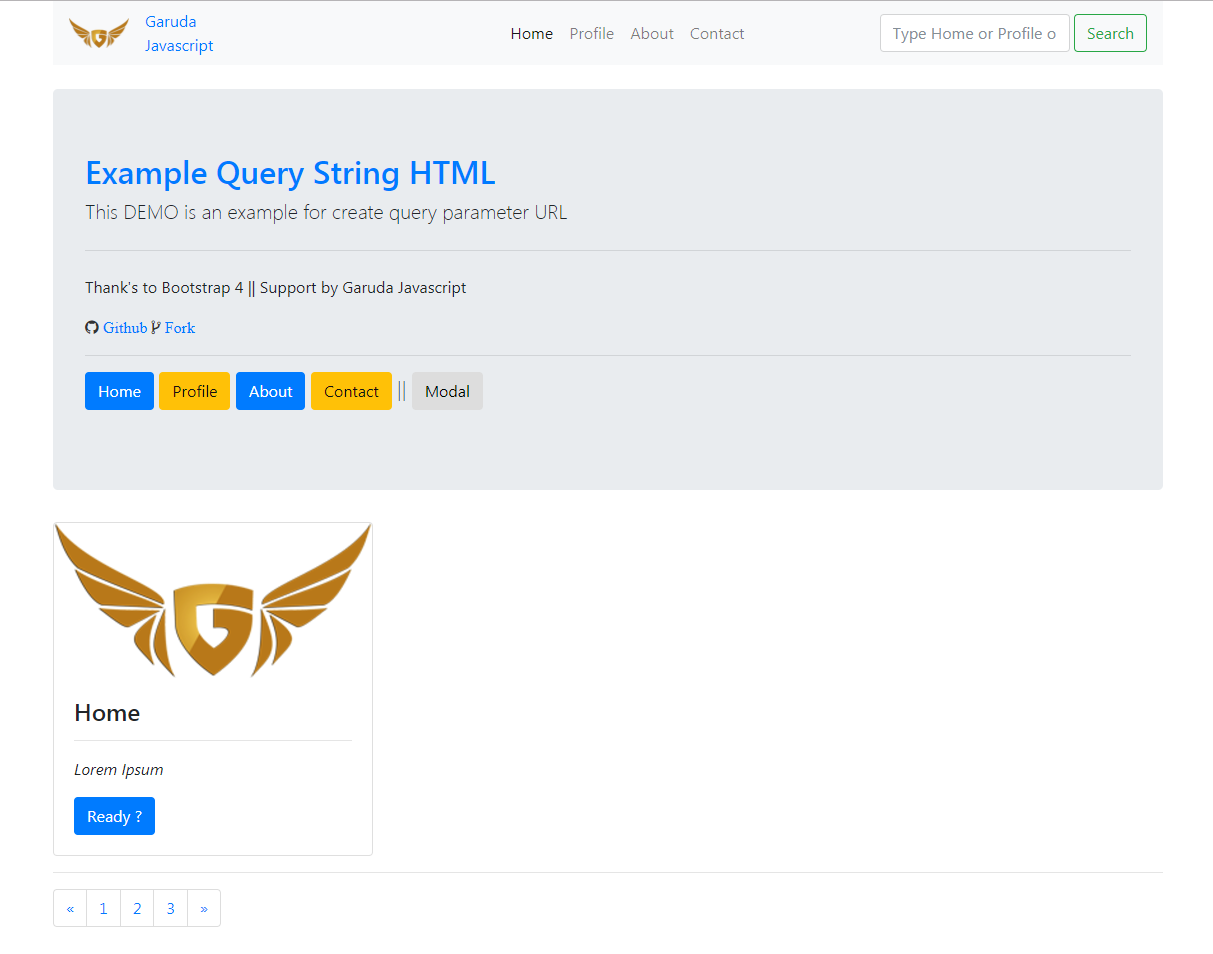 Garuda
Javascript
Home Profile About Contact
Type Home or Profile o
Search
Example Query String HTML
This DEMO is an example for create query parameter URL
Thank's to Bootstrap 4 || Support by Garuda Javascript
Github Fork
Home Profile About Contact || Modal
G
Home
Lorem Ipsum
Ready ?
« 1 2 3 »